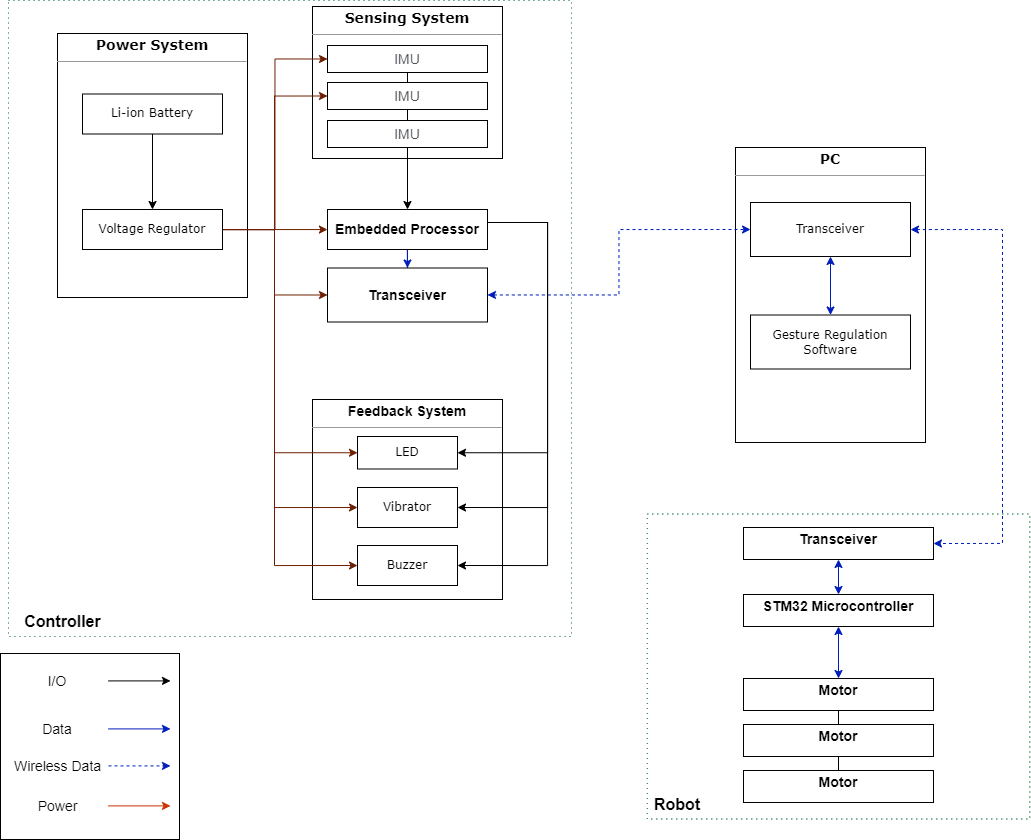 Power System
Li-ion Battery
Voltage Regulator
Sensing System
IMU
IMU
IMU
Embedded Processor
Transceiver
Feedback System
LED
Vibrator
Buzzer
Controller
PC
Transceiver
Gesture Regulation
Software
Transceiver
STM32 Microcontroller
Motor
Motor
Motor
Robot
I/O
Data
Wireless Data
Power